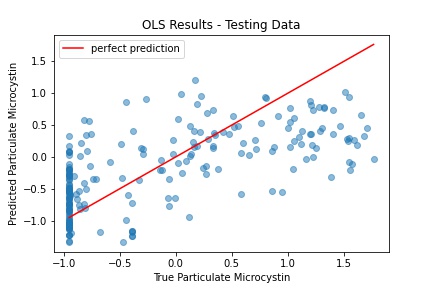 OLS Results - Testing Data
perfect prediction
Predicted Particulate Microcystin
1.5
1.0
0.5
0.0
−0.5
−1.0
−1.0 −0.5 0.0 0.5 1.0 1.5
True Particulate Microcystin